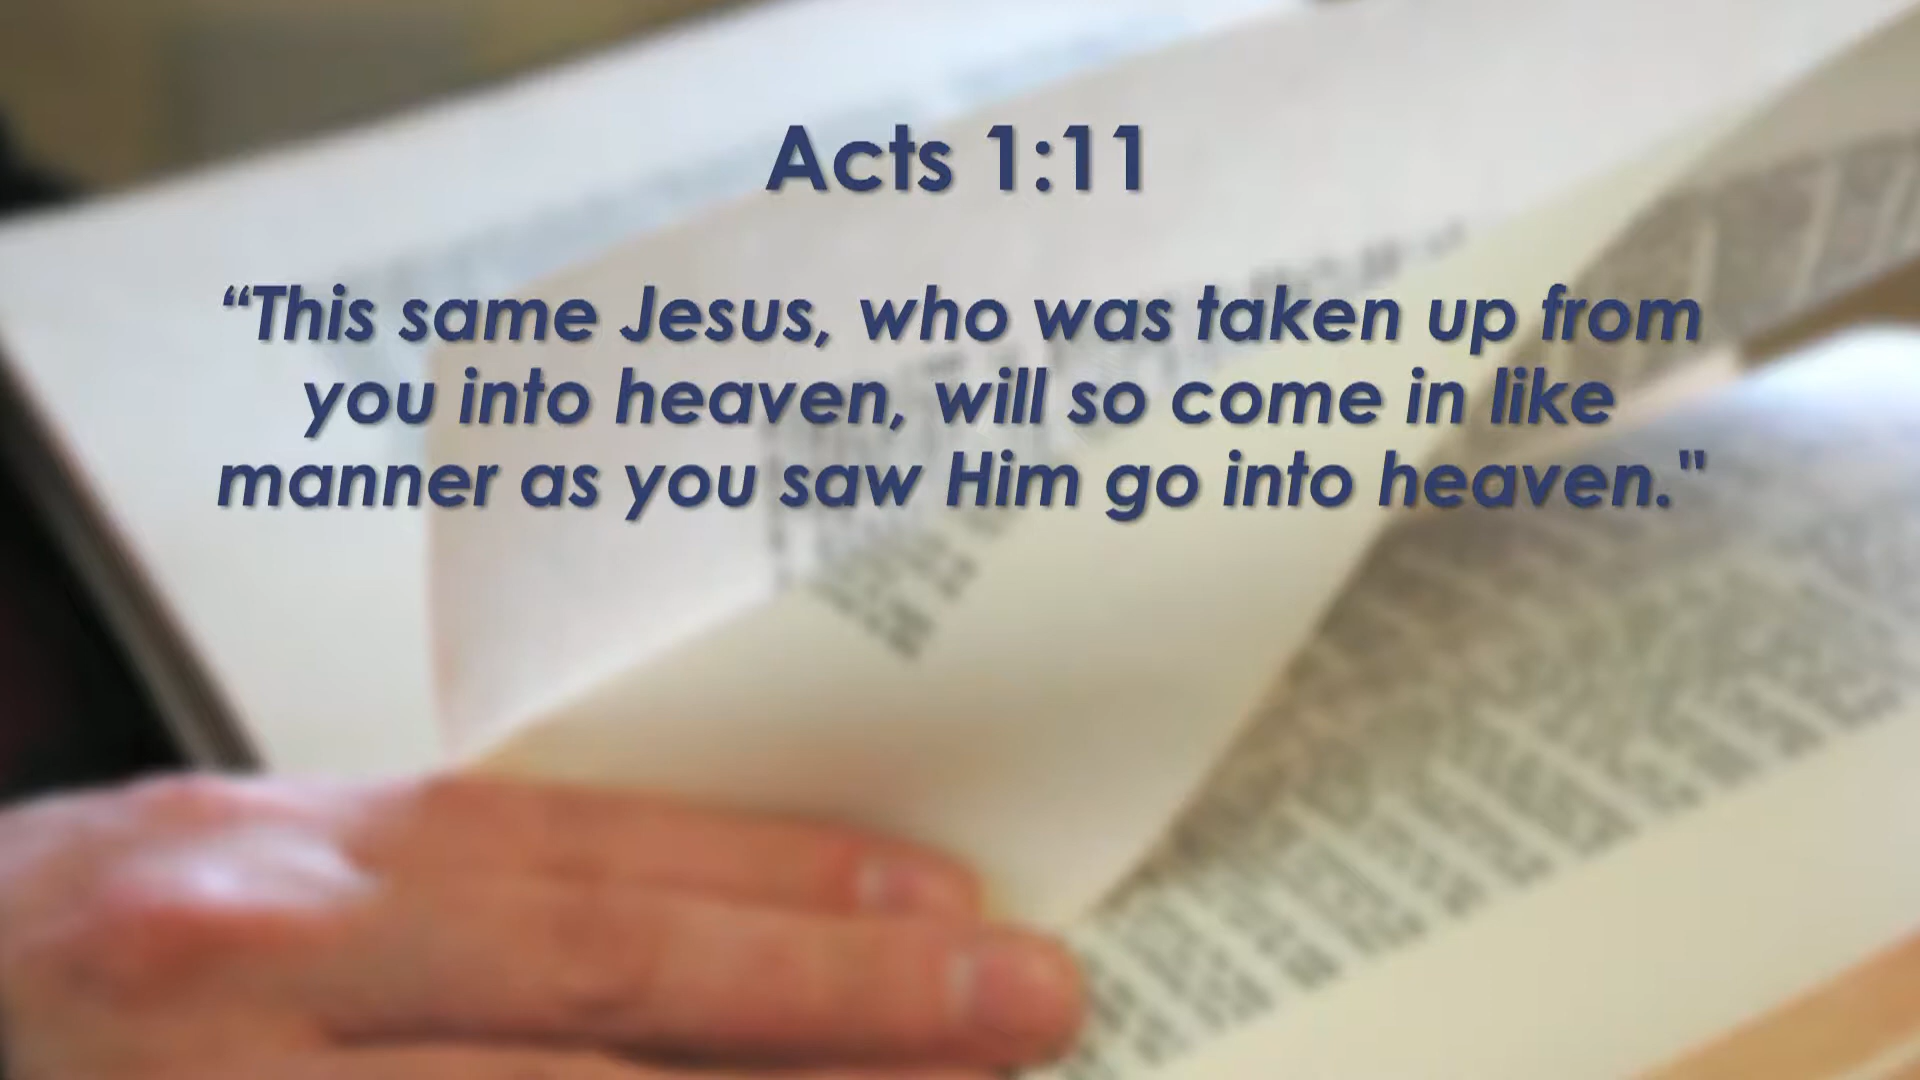 Acts 1:11
“This same Jesus, who was taken up from
you into heaven, will so come in like
manner as you saw Him go into heaven."